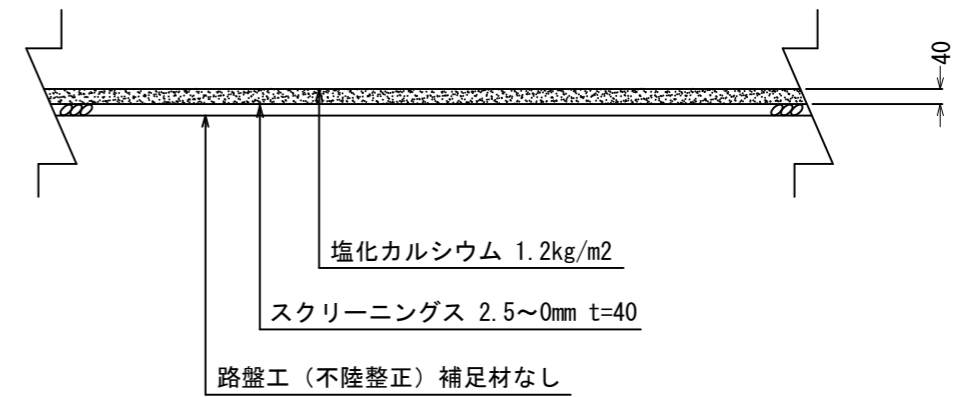 40
塩化カルシウム 1.2kg/m2
スクリーニングス 2.5～0mm t=40
路盤工（不陸整正）補足材なし